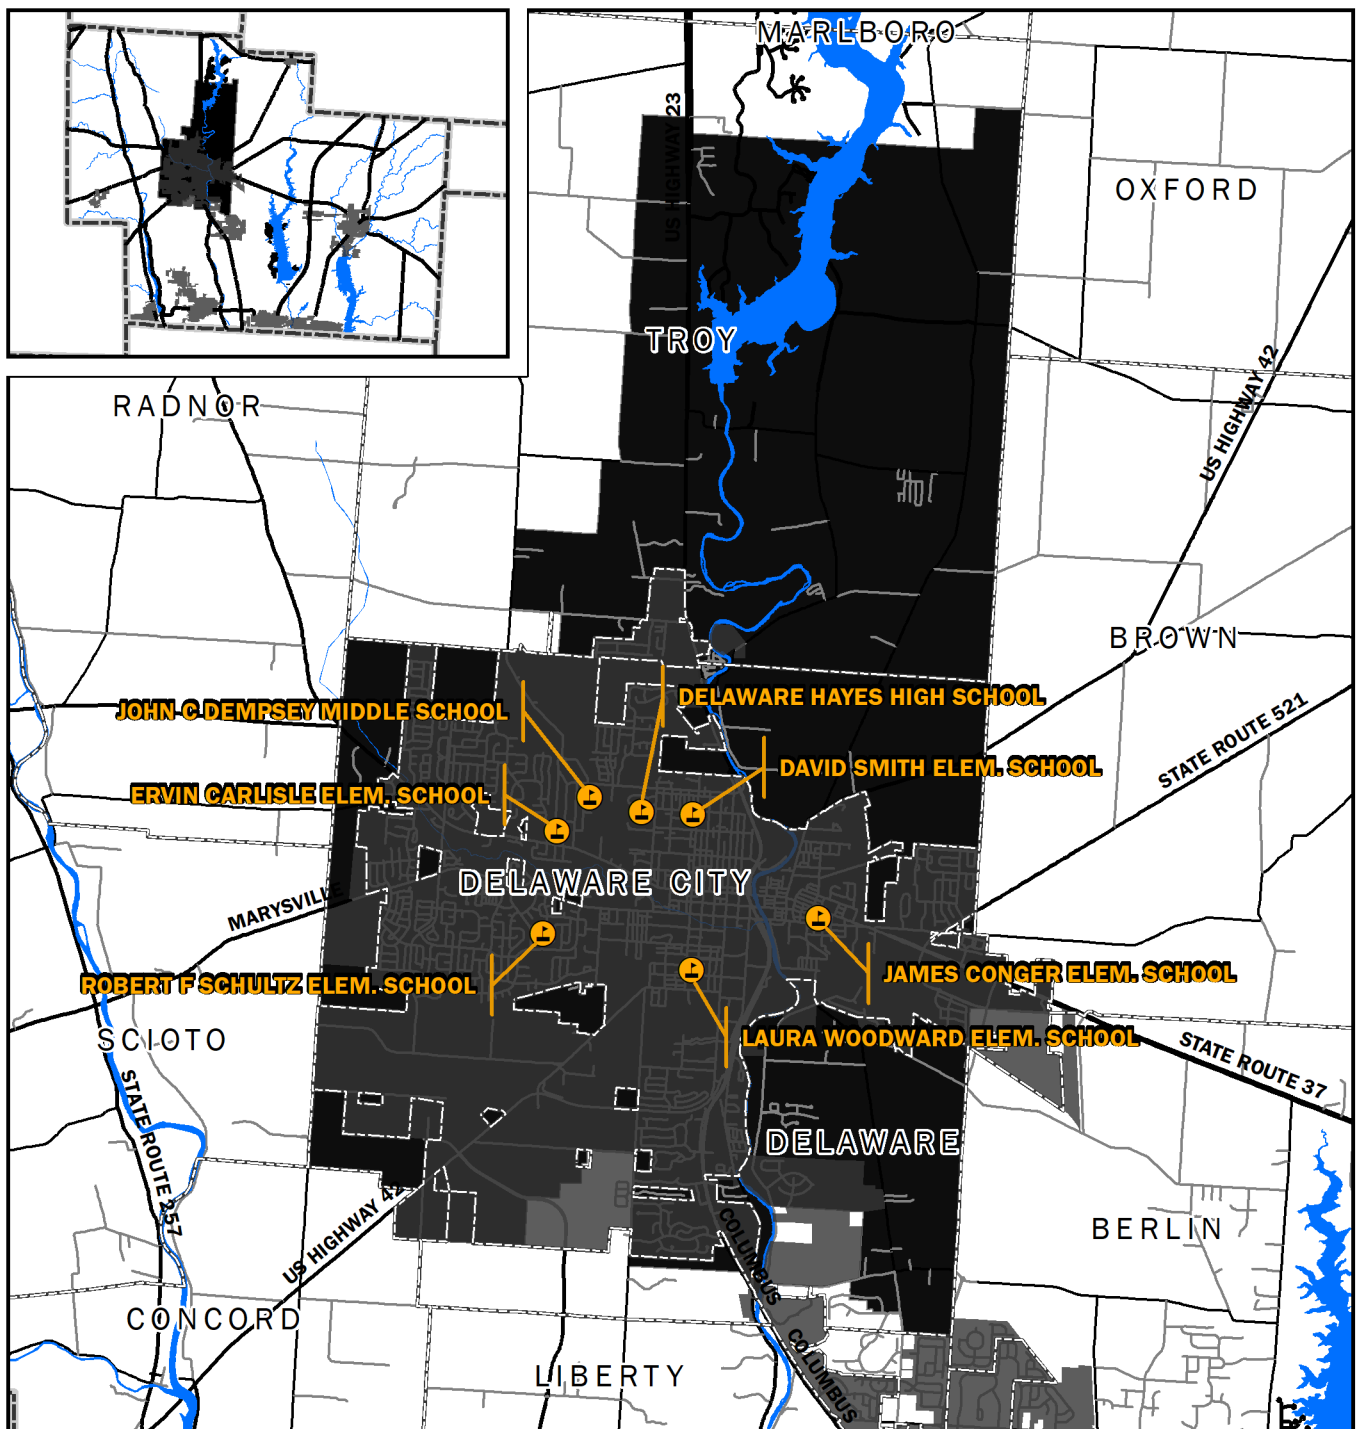 MARLBORO
US HIGHWAY 23
OXFORD
TROY
US HIGHWAY 42
RADNOR
BROWN
STATE ROUTE 521
DELAWARE HAYES HIGH SCHOOL
JOHN C DEMPSEY MIDDLE SCHOOL
DAVID SMITH ELEM. SCHOOL
ERVIN CARLISLE ELEM. SCHOOL
DELAWARE CITY
MARYSVILLE
JAMES CONGER ELEM. SCHOOL
ROBERT F SCHULTZ ELEM. SCHOOL
LAURA WOODWARD ELEM. SCHOOL
SCIOTO
STATE ROUTE 37
STATE ROUTE 257
DELAWARE
US HIGHWAY 42
COLUMBUS
BERLIN
CONCORD
COLUMBUS
LIBERTY